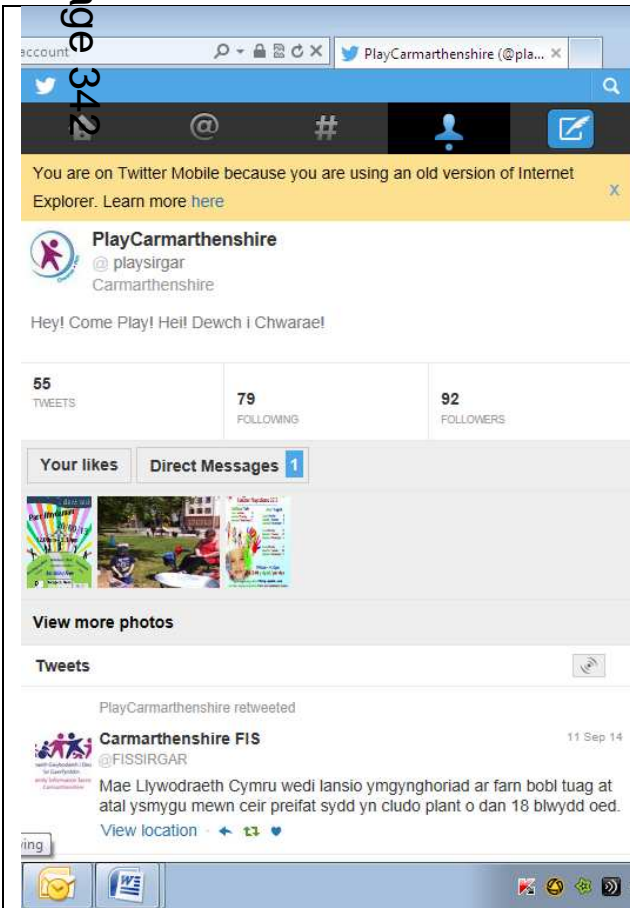 Page 342
account
PlayCarmarthenshire (@pla...
@
#
You are on Twitter Mobile because you are using an old version of Internet
Explorer. Learn more here
x
PlayCarmarthenshire
@ playsirgar
Carmarthenshire
Hey! Come Play! Hei! Dewch i Chwarae!
55
TWEETS
79
FOLLOWING
92
FOLLOWERS
Your likes
Direct Messages 1
View more photos
Tweets
PlayCarmarthenshire retweeted
Carmarthenshire FIS
11 Sep 14
@FISSIRGAR
Mae Llywodraeth Cymru wedi lansio ymgynghoriad ar farn bobl tuag at
atal ysmygu mewn ceir preifat sydd yn cludo plant o dan 18 blwydd oed.
View location
ing